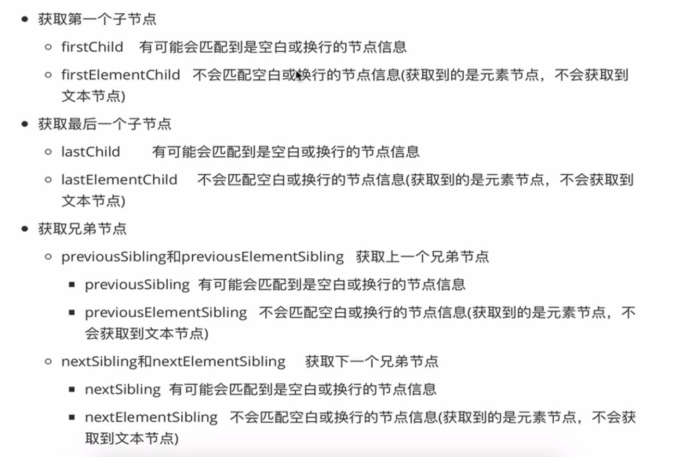 获取第一个子节点
firstChild 有可能会匹配到是空白或换行的节点信息
firstElementChild 不会匹配空白或换行的节点信息(获取到的是元素节点，不会获取到
文本节点)
获取最后一个子节点
lastChild 有可能会匹配到是空白或换行的节点信息
lastElementChild 不会匹配空白或换行的节点信息(获取到的是元素节点，不会获取到
文本节点)
获取兄弟节点
previousSibling和previousElementSibling 获取上一个兄弟节点
previousSibling 有可能会匹配到是空白或换行的节点信息
previousElementSibling 不会匹配空白或换行的节点信息(获取到的是元素节点，不
会获取到文本节点)
nextSibling和nextElementSibling 获取下一个兄弟节点
nextSibling 有可能会匹配到是空白或换行的节点信息
nextElementSibling 不会匹配空白或换行的节点信息(获取到的是元素节点，不会获
取到文本节点)